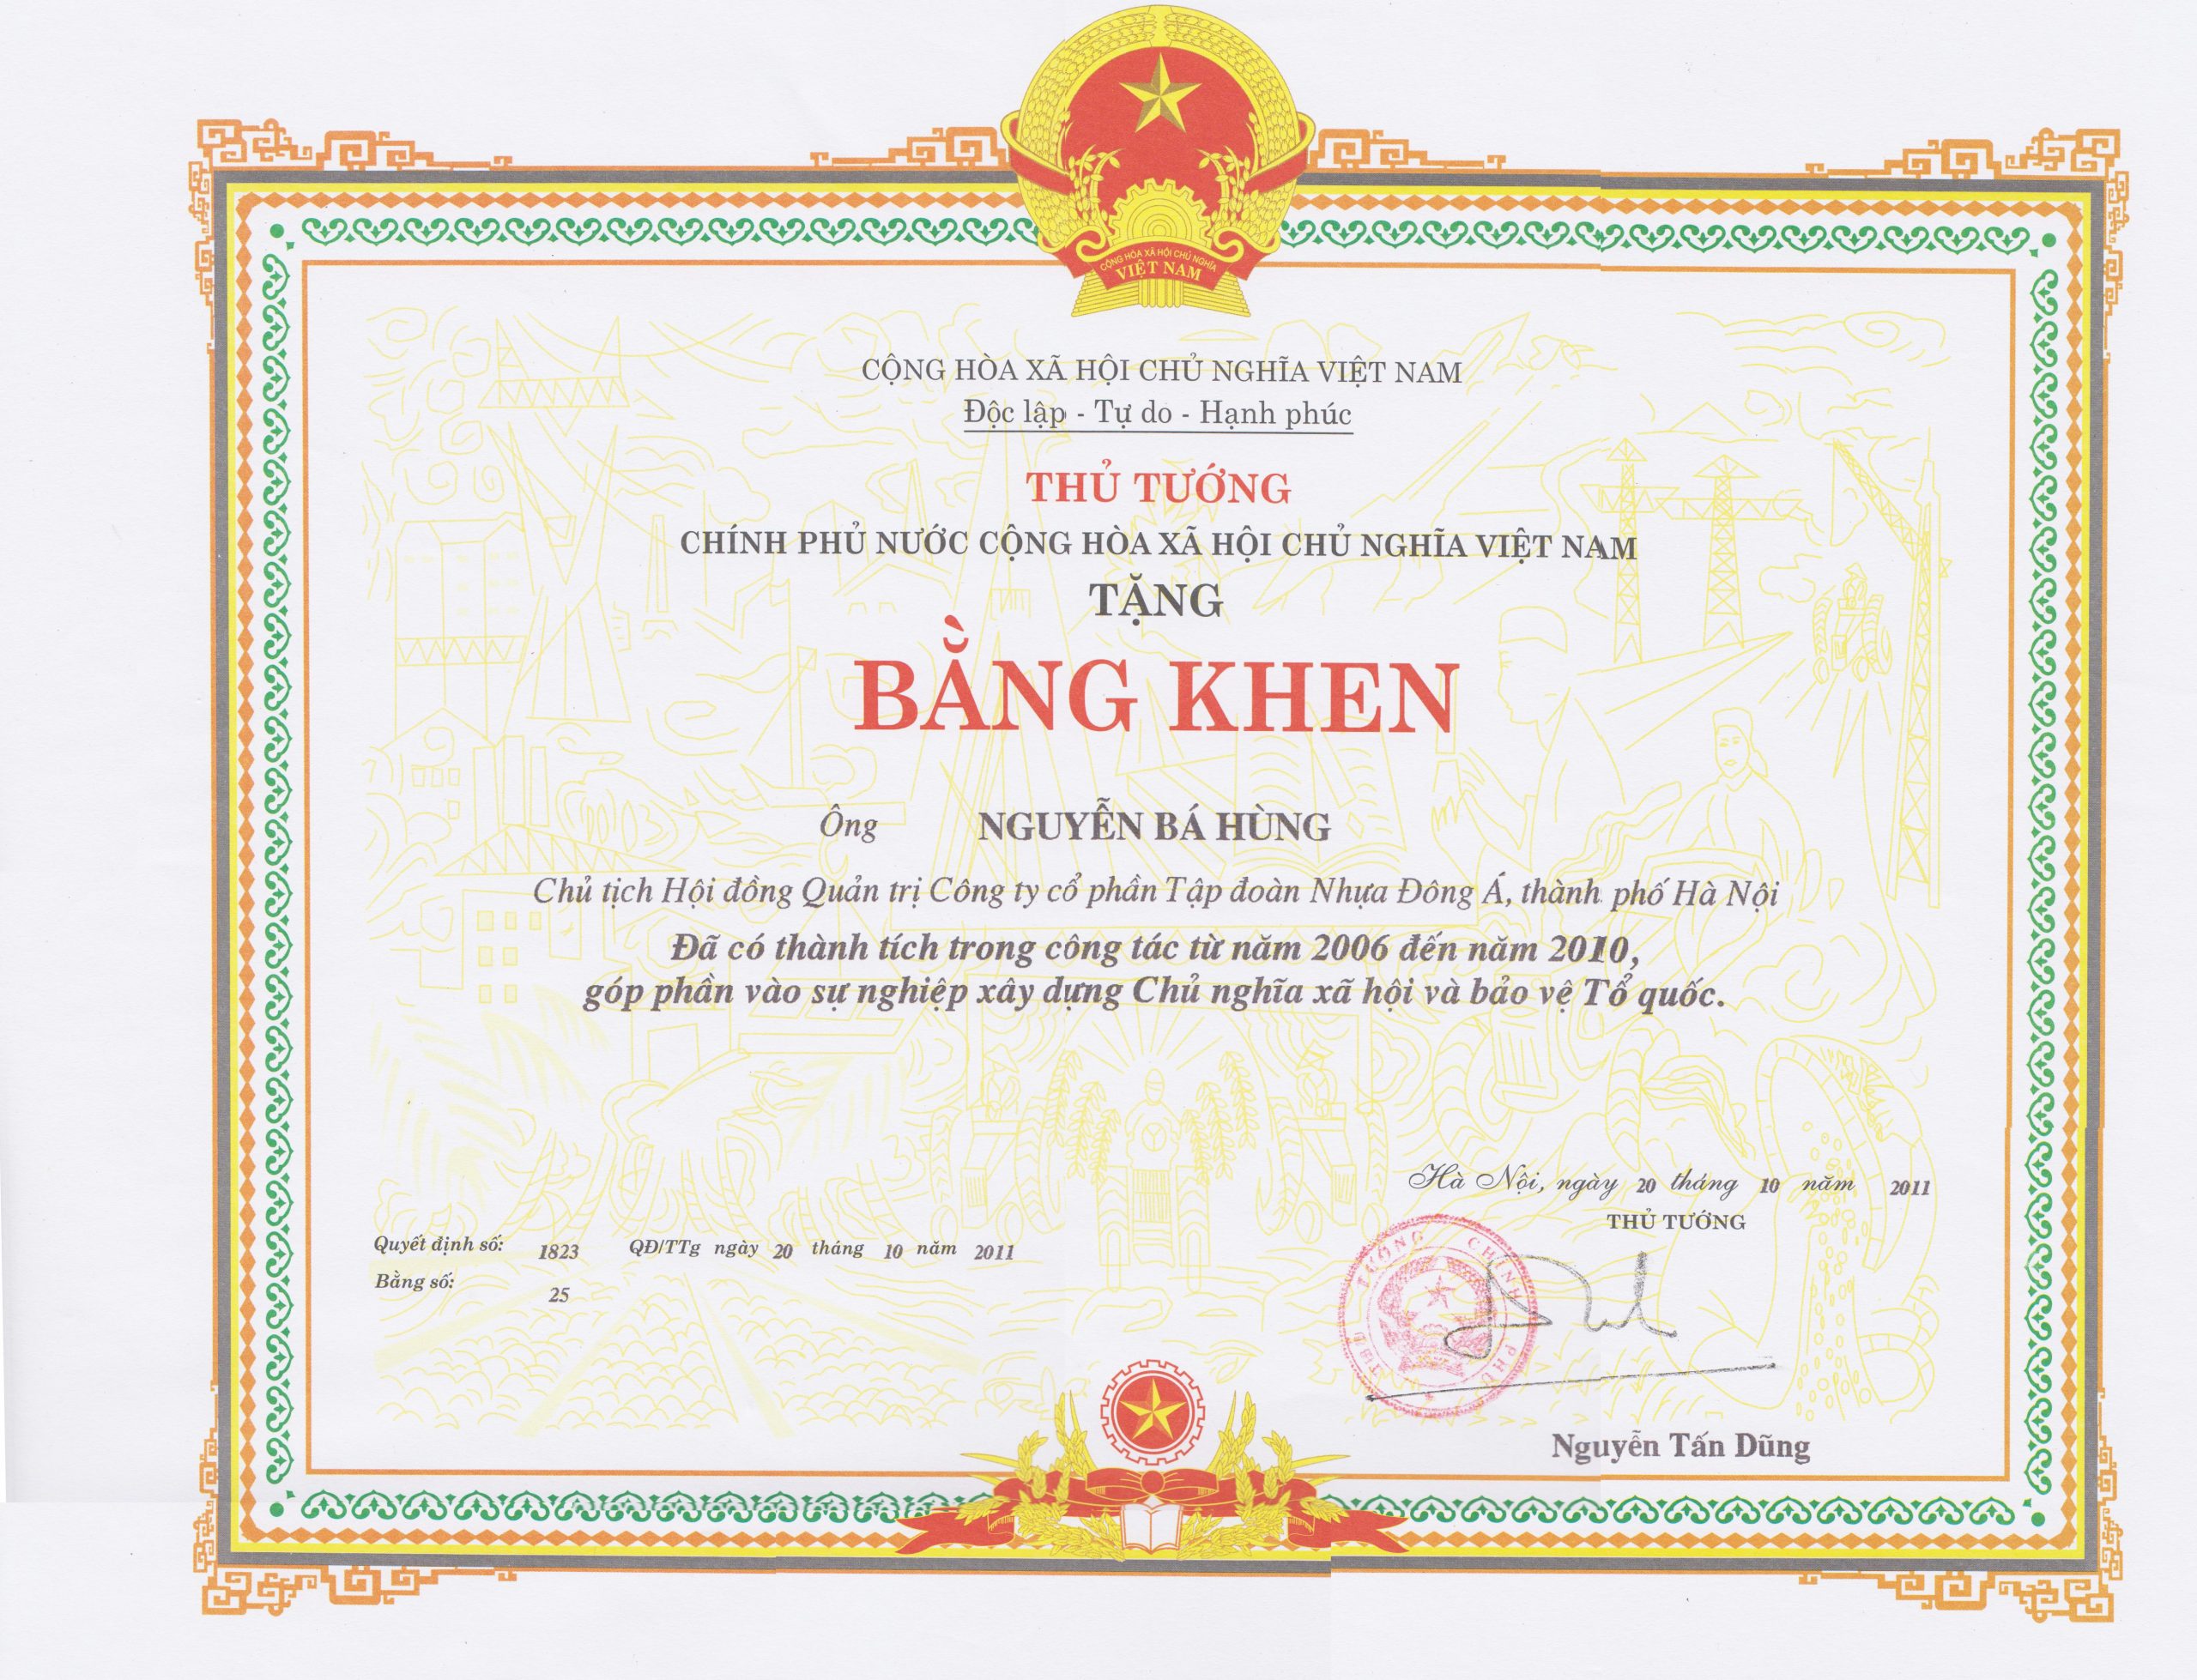 CỘNG HÒA XÃ HỘI CHỦ NGHĨA
VIỆT NAM
CỘNG HÒA XÃ HỘI CHỦ NGHĨA VIỆT NAM
Độc lập - Tự do - Hạnh phúc
THỦ TƯỚNG
CHÍNH PHỦ NƯỚC CỘNG HÒA XÃ HỘI CHỦ NGHĨA VIỆT NAM
TẶNG
BẰNG KHEN
Ông NGUYỄN BÁ HÙNG
Chủ tịch Hội đồng Quản trị Công ty cổ phần Tập đoàn Nhựa Đông Á, thành phố Hà Nội
Đã có thành tích trong công tác từ năm 2006 đến năm 2010,
góp phần vào sự nghiệp xây dựng Chủ nghĩa xã hội và bảo vệ Tổ quốc.
Hà Nội, ngày 20 tháng 10 năm 2011
THỦ TƯỚNG
Quyết định số: 1823 QĐ/TTg ngày 20 tháng 10 năm 2011
Bằng số: 25
THỦ TƯỚNG CHÍNH PHỦ
Nguyễn Tấn Dũng